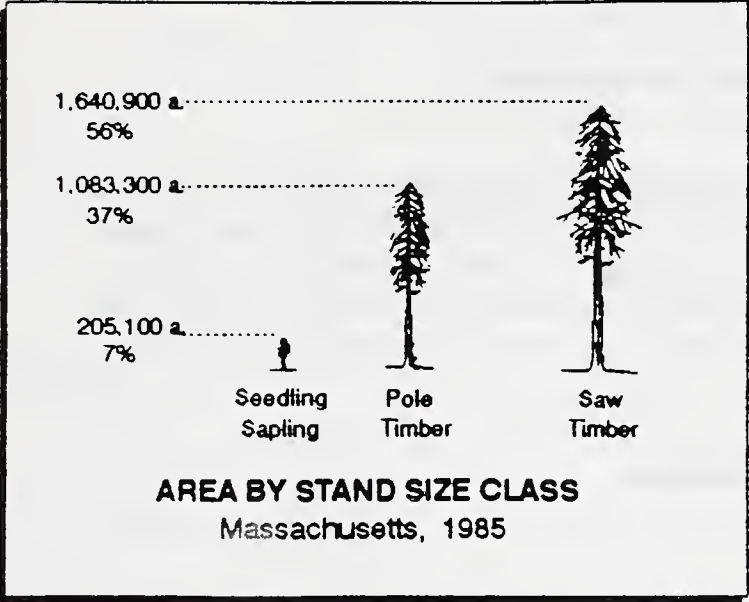 1,640,900 a.
56%
1,083,300 a.
37%
205,100 a.
7%
Seedling
Sapling
Pole
Timber
Saw
Timber
AREA BY STAND SIZE CLASS
Massachusetts, 1985